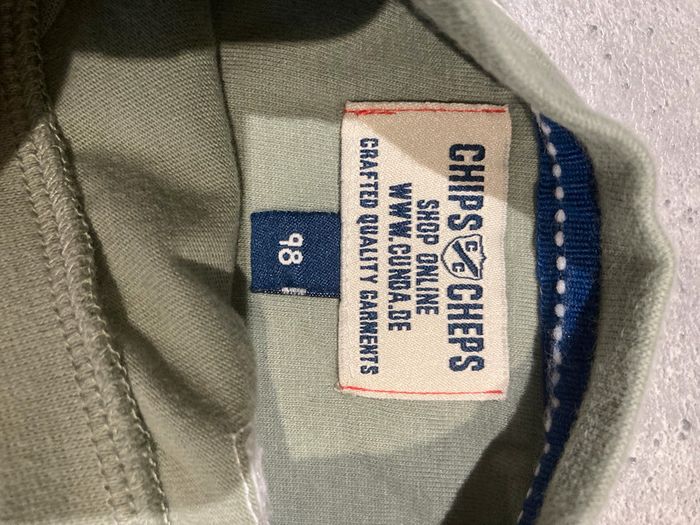 CHIPS CHEPS
C C
SHOP ONLINE
WWW.CUNDA.DE
CRAFTED QUALITY GARMENTS
98